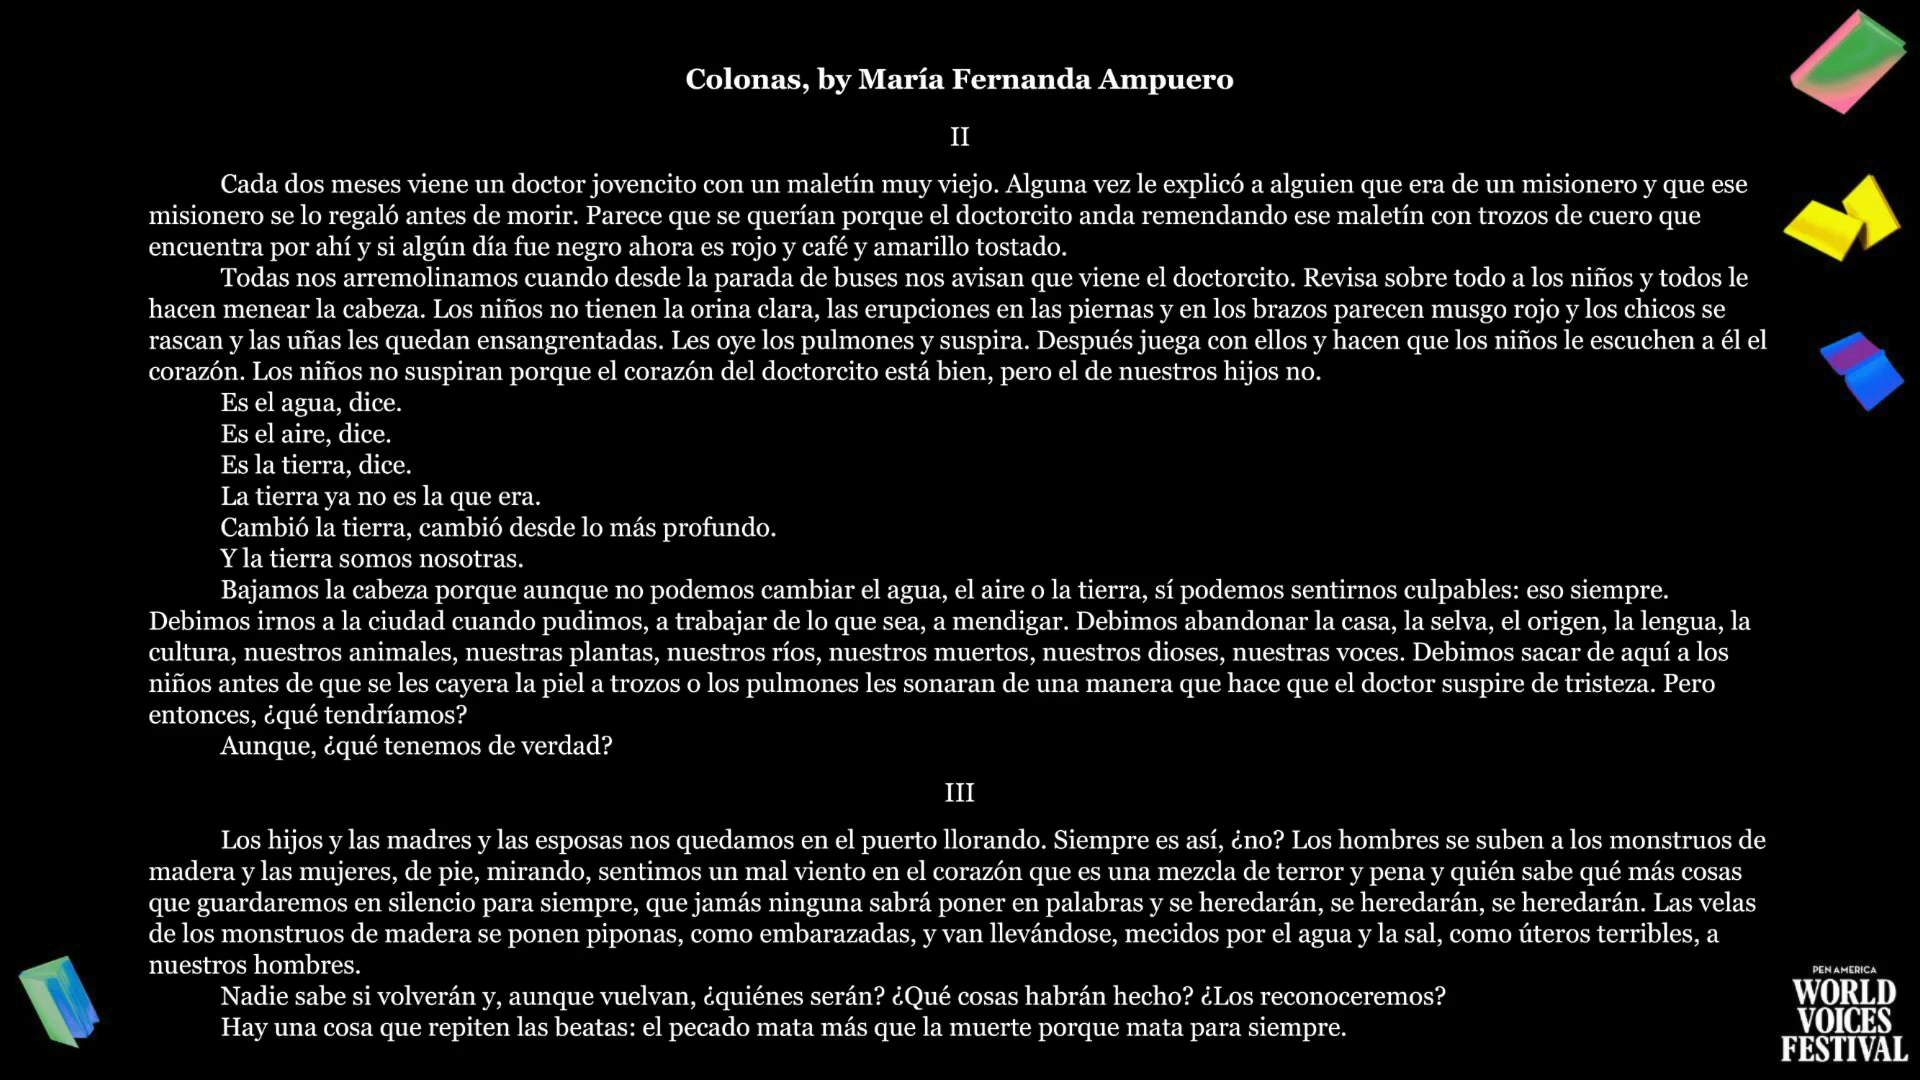 Colonas, by María Fernanda Ampuero
II
Cada dos meses viene un doctor jovencito con un maletín muy viejo. Alguna vez le explicó a alguien que era de un misionero y que ese
misionero se lo regaló antes de morir. Parece que se querían porque el doctorcito anda remendando ese maletín con trozos de cuero que
encuentra por ahí y si algún día fue negro ahora es rojo y café y amarillo tostado.
Todas nos arremolinamos cuando desde la parada de buses nos avisan que viene el doctorcito. Revisa sobre todo a los niños y todos le
hacen menear la cabeza. Los niños no tienen la orina clara, las erupciones en las piernas y en los brazos parecen musgo rojo y los chicos se
rascan y las uñas les quedan ensangrentadas. Les oye los pulmones y suspira. Después juega con ellos y hacen que los niños le escuchen a él el
corazón. Los niños no suspiran porque el corazón del doctorcito está bien, pero el de nuestros hijos no.
Es el agua, dice.
Es el aire, dice.
Es la tierra, dice.
La tierra ya no es la que era.
Cambió la tierra, cambió desde lo más profundo.
Y la tierra somos nosotras.
Bajamos la cabeza porque aunque no podemos cambiar el agua, el aire o la tierra, sí podemos sentirnos culpables: eso siempre.
Debimos irnos a la ciudad cuando pudimos, a trabajar de lo que sea, a mendigar. Debimos abandonar la casa, la selva, el origen, la lengua, la
cultura, nuestros animales, nuestras plantas, nuestros ríos, nuestros muertos, nuestros dioses, nuestras voces. Debimos sacar de aquí a los
niños antes de que se les cayera la piel a trozos o los pulmones les sonaran de una manera que hace que el doctor suspire de tristeza. Pero
entonces, ¿qué tendríamos?
Aunque, ¿qué tenemos de verdad?
III
Los hijos y las madres y las esposas nos quedamos en el puerto llorando. Siempre es así, ¿no? Los hombres se suben a los monstruos de
madera y las mujeres, de pie, mirando, sentimos un mal viento en el corazón que es una mezcla de terror y pena y quién sabe qué más cosas
que guardaremos en silencio para siempre, que jamás ninguna sabrá poner en palabras y se heredarán, se heredarán, se heredarán. Las velas
de los monstruos de madera se ponen piponas, como embarazadas, y van llevándose, mecidos por el agua y la sal, como úteros terribles, a
nuestros hombres.
Nadie sabe si volverán y, aunque vuelvan, ¿quiénes serán? ¿Qué cosas habrán hecho? ¿Los reconoceremos?
Hay una cosa que repiten las beatas: el pecado mata más que la muerte porque mata para siempre.
PEN AMERICA
WORLD
VOICES
FESTIVAL